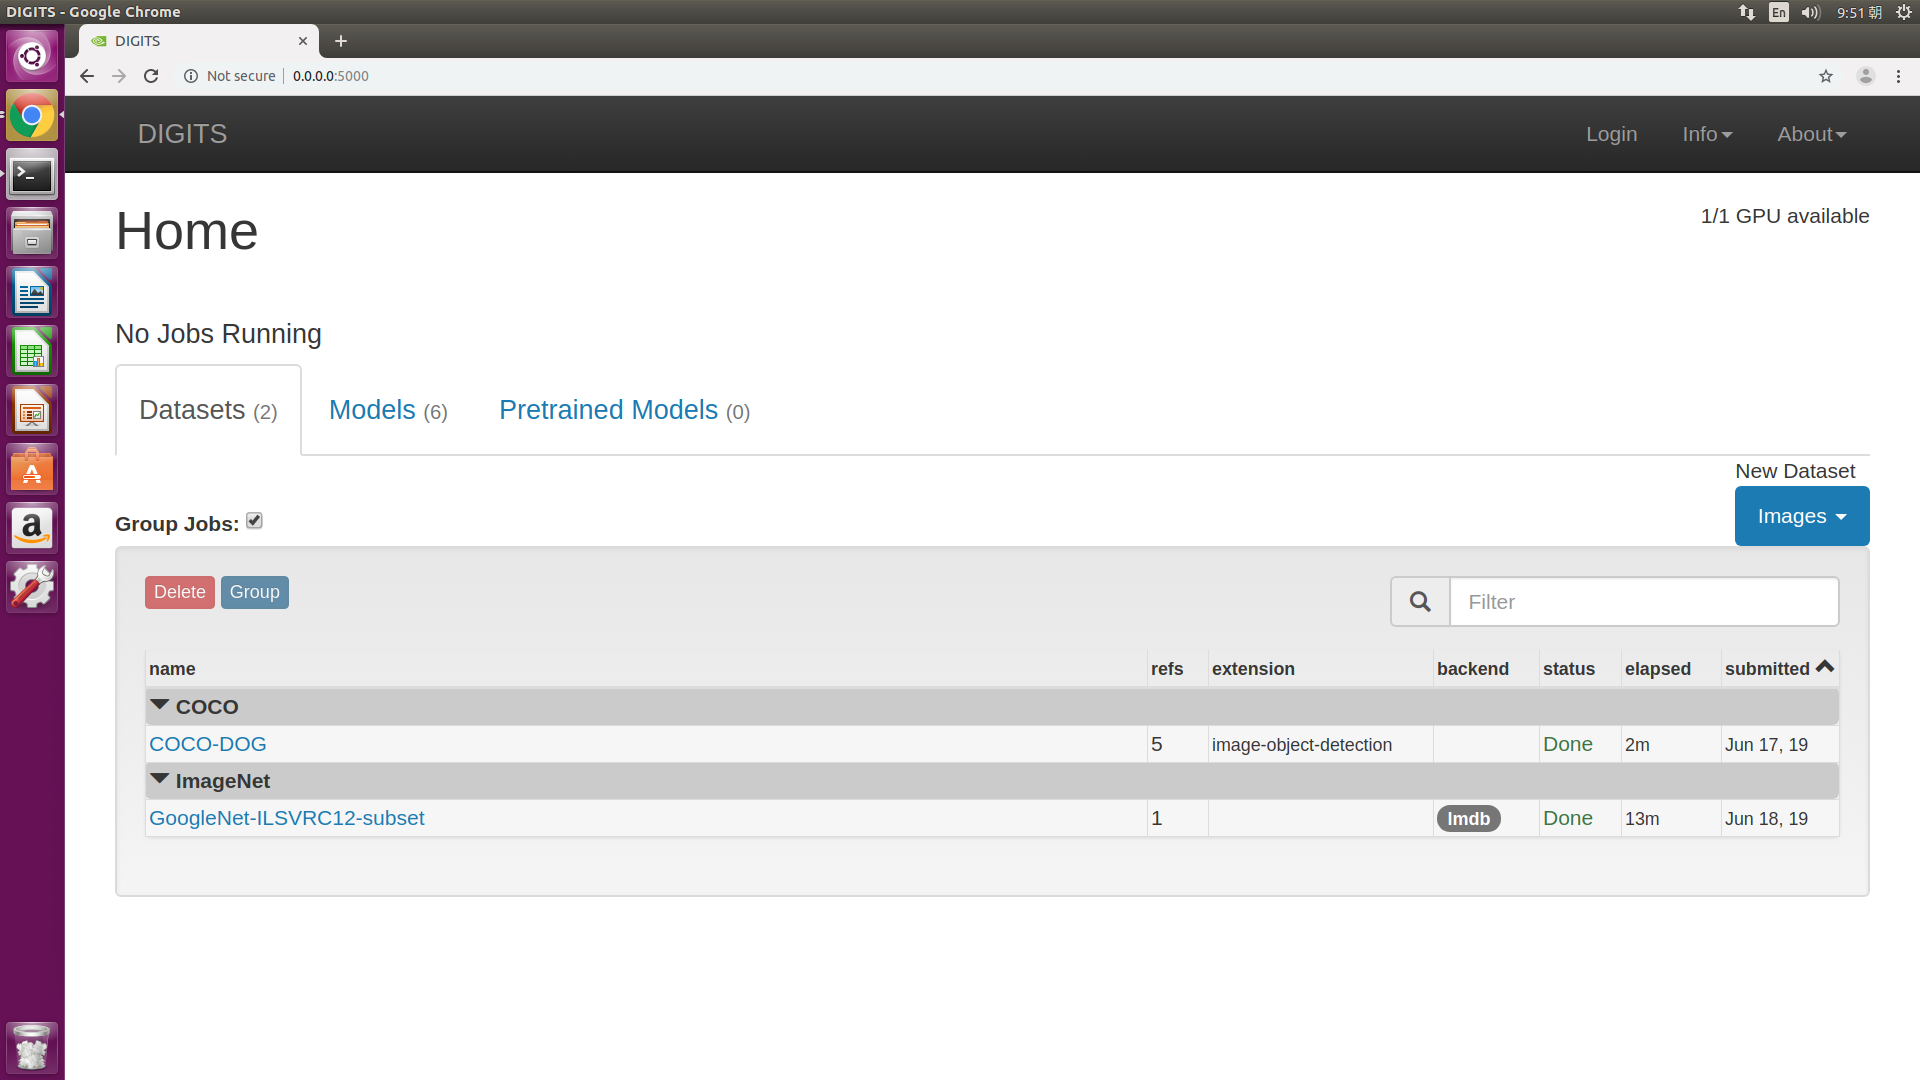 DIGITS - Google Chrome
En
9:51 朝
DIGITS
Not secure
0.0.0.0:5000
DIGITS
Login
Info
About
Home
1/1 GPU available
No Jobs Running
Datasets (2)
Models (6)
Pretrained Models (0)
New Dataset
Images
Group Jobs:
Delete
Group
Filter
name refs extension backend status elapsed submitted
COCO
COCO-DOG 5 image-object-detection Done 2m Jun 17, 19
ImageNet
GoogleNet-ILSVRC12-subset 1 lmdb Done 13m Jun 18, 19